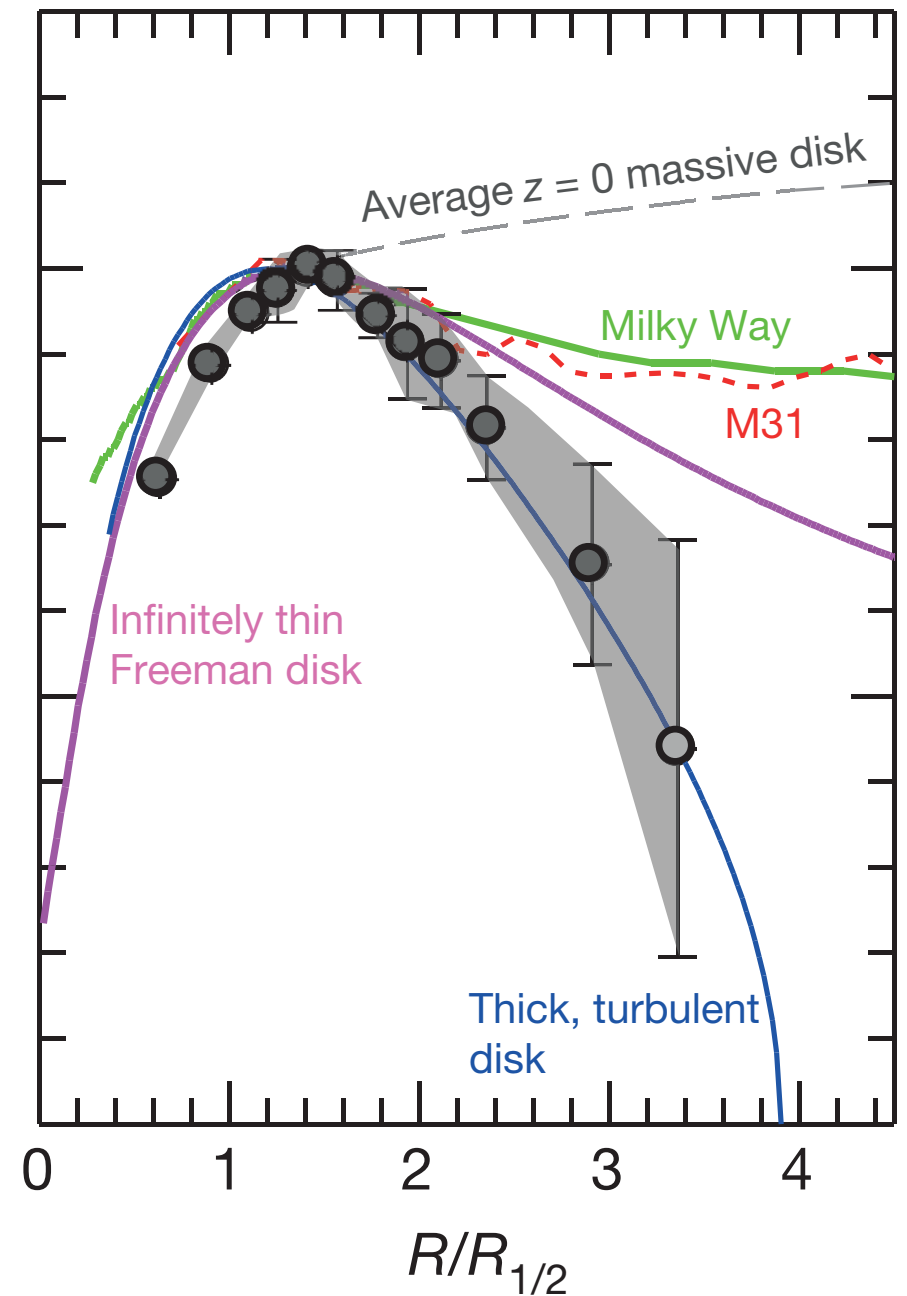 Average z = 0 massive disk
Milky Way
M31
Infinitely thin
Freeman disk
Thick, turbulent
disk
0 1 2 3 4
R/R1/2